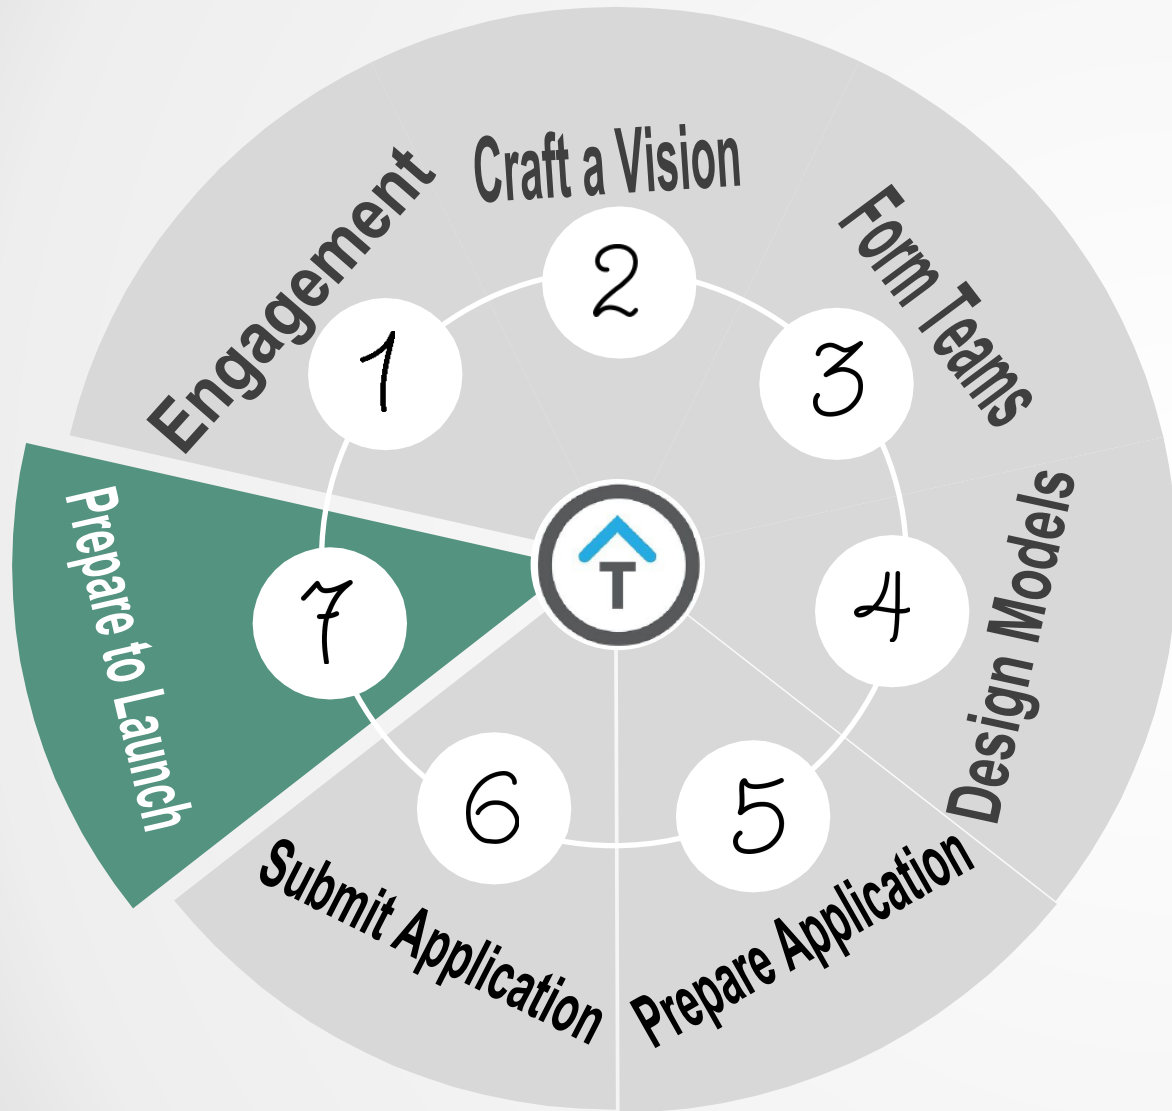 Engagement
1
Craft a Vision
2
Form Teams
3
Design Models
4
Prepare Application
5
Submit Application
6
Prepare to Launch
7
T